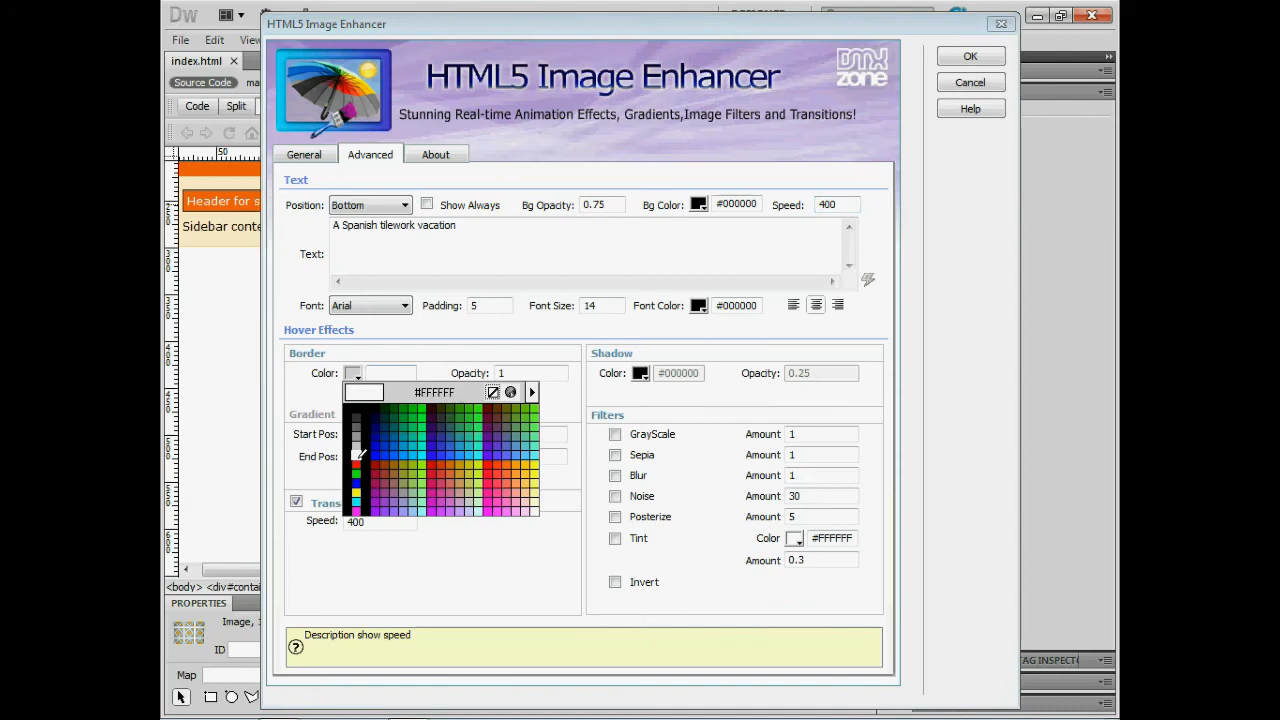 Dw
HTML5 Image Enhancer
File Edit
index.html
Source Code
Code Split
50
Header for s
Sidebar conte
DMX zone
HTML5 Image Enhancer
Stunning Real-time Animation Effects, Gradients,Image Filters and Transitions!
OK
Cancel
Help
General Advanced About
Text
Position: Bottom Show Always Bg Opacity: 0.75 Bg Color: #000000 Speed: 400
Text: A Spanish tilework vacation
Font: Arial Padding: 5 Font Size: 14 Font Color: #000000
Hover Effects
Border
Color: Opacity: 1
#FFFFFF
Gradient
Start Pos:
End Pos:
Trans
Speed: 400
Shadow
Color: #000000 Opacity: 0.25
Filters
GrayScale Amount 1
Sepia Amount 1
Blur Amount 1
Noise Amount 30
Posterize Amount 5
Tint Color #FFFFFF
Amount 0.3
Invert
Description show speed
<body> <div#contai
PROPERTIES
Image,
ID
Map
AG INSPECT